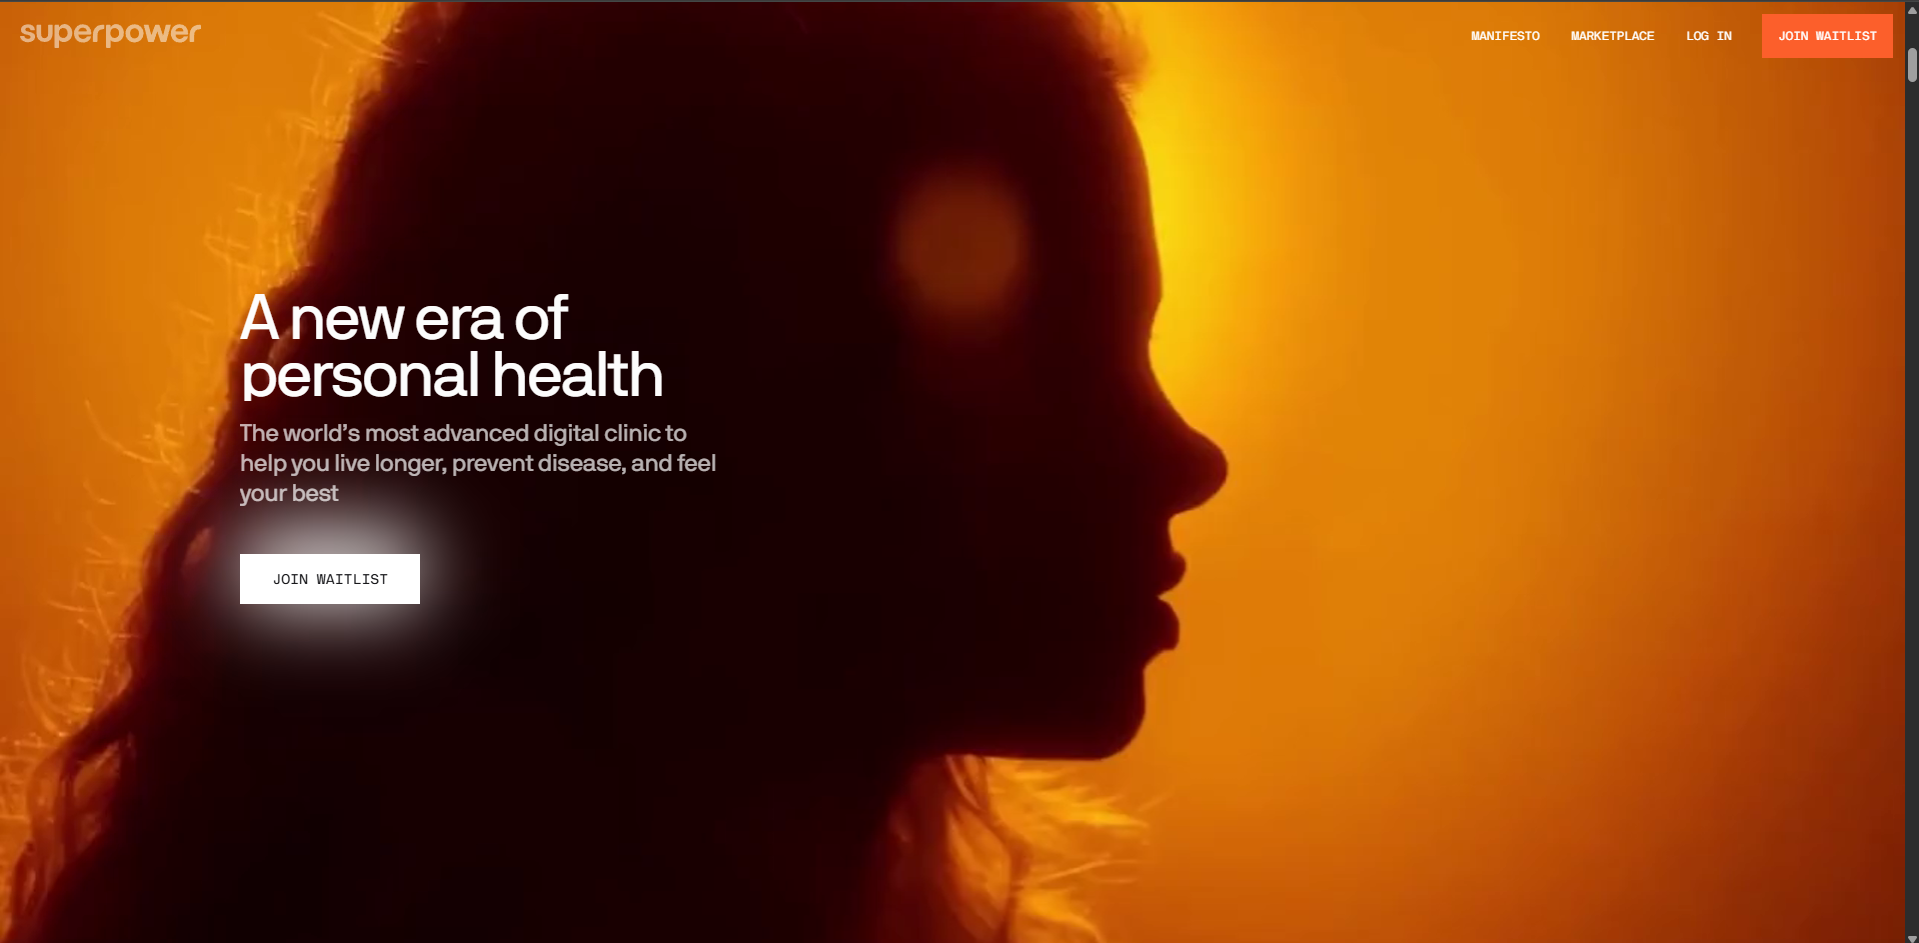 superpower
MANIFESTO
MARKETPLACE
LOG IN
JOIN WAITLIST
A new era of
personal health
The world's most advanced digital clinic to
help you live longer, prevent disease, and feel
your best
JOIN WAITLIST